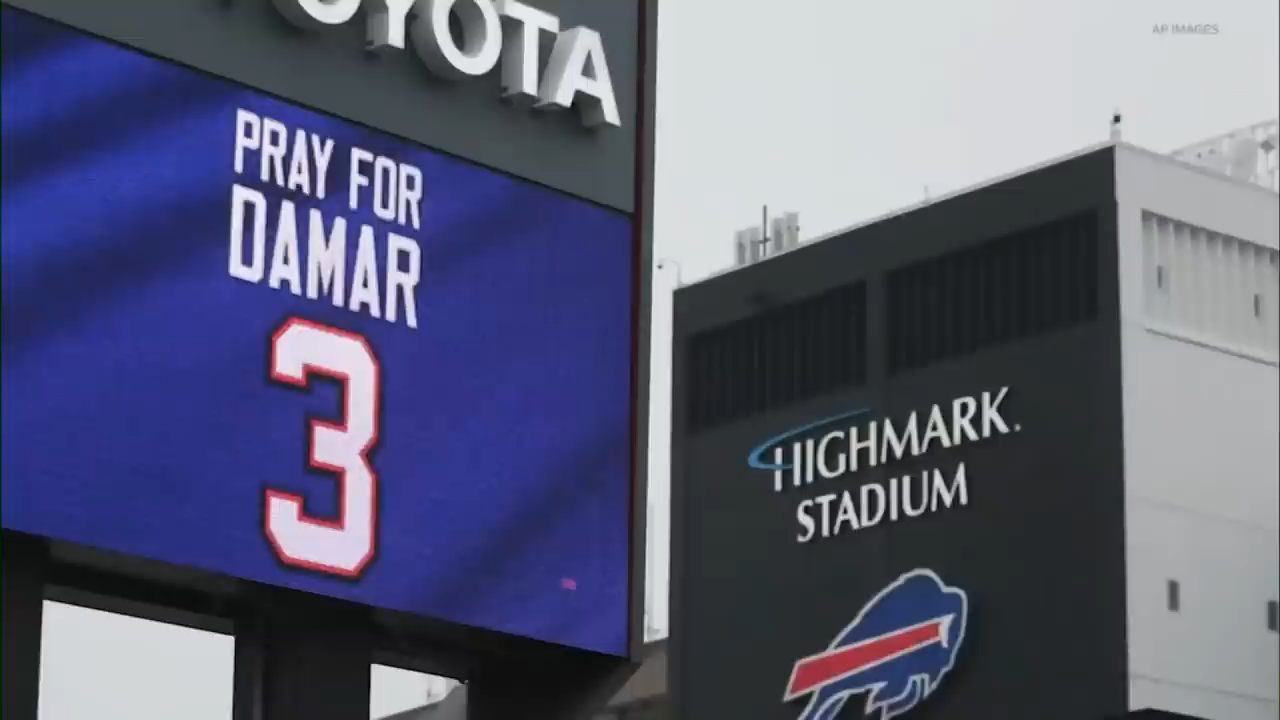 TOYOTA
PRAY FOR
DAMAR
3
HIGHMARK.
STADIUM
AP IMAGES